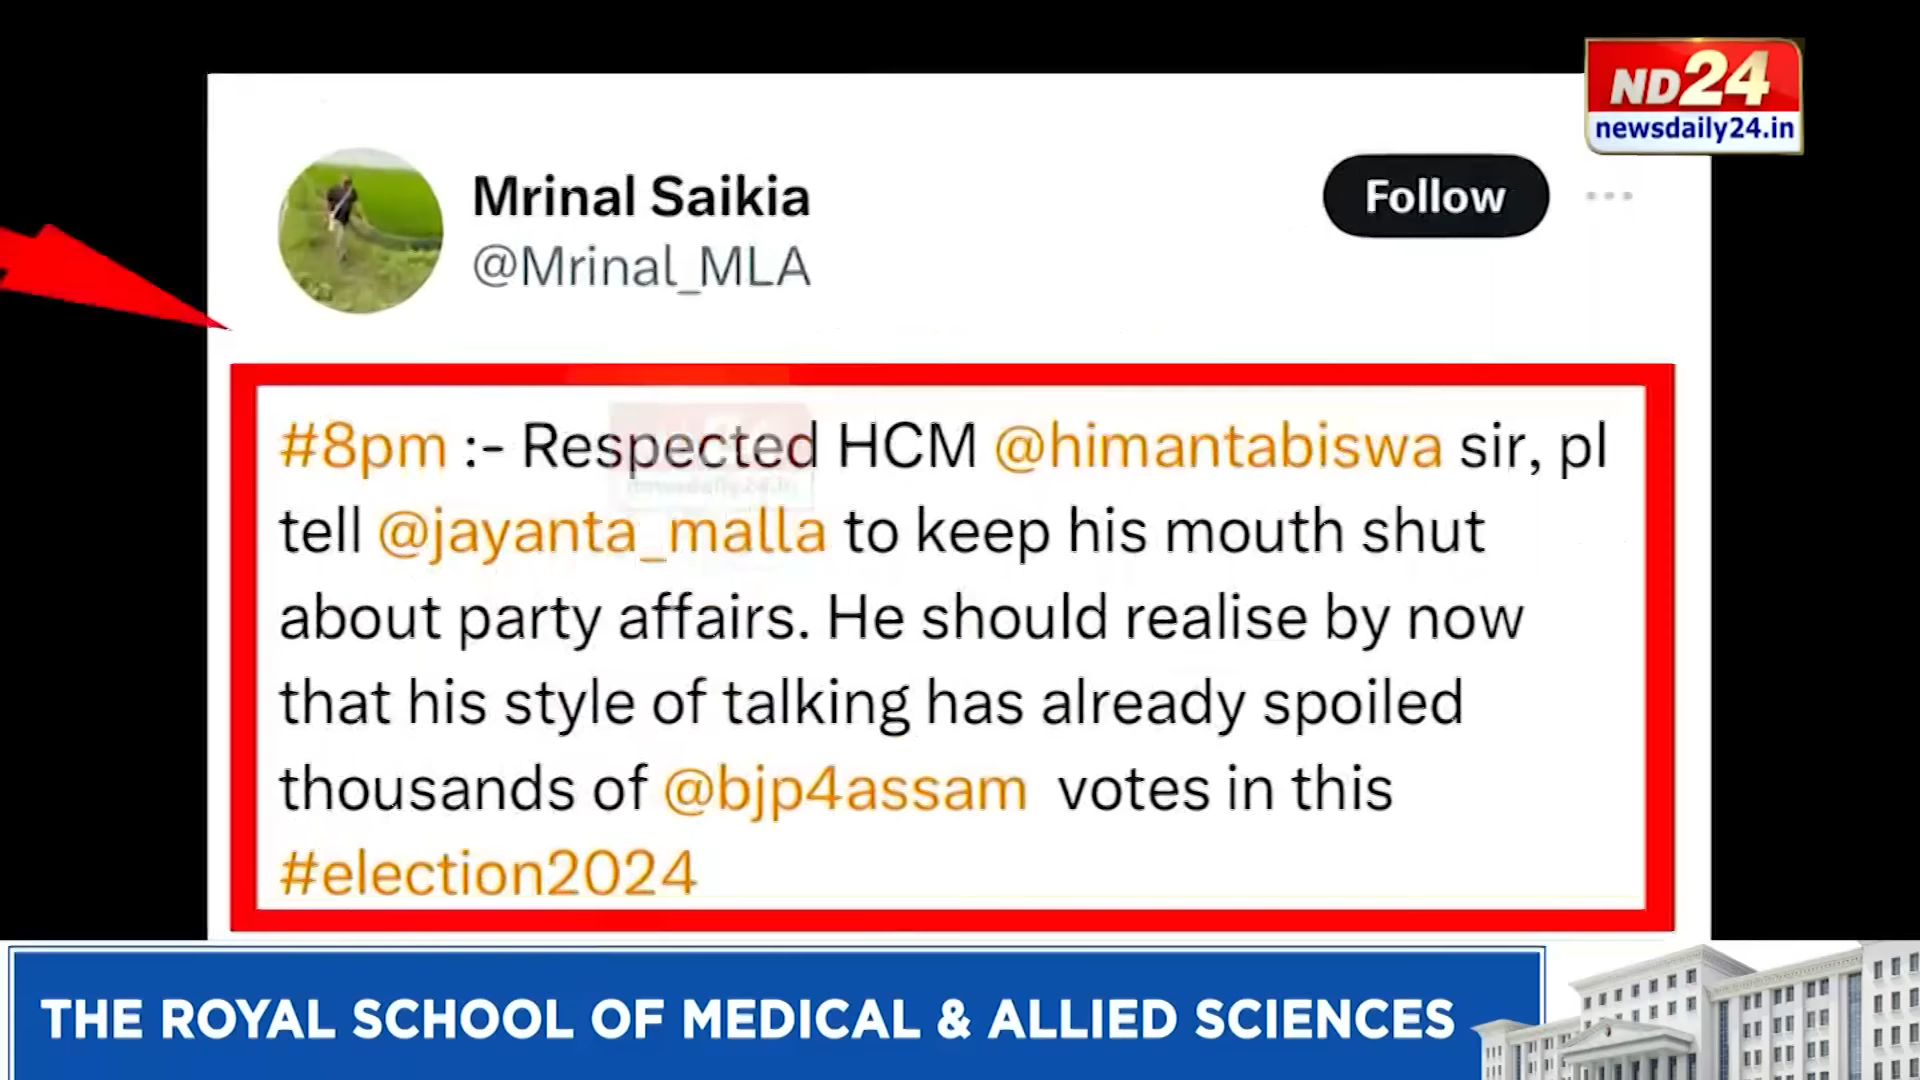 ND24
newsdaily24.in
Mrinal Saikia
@Mrinal_MLA
Follow
#8pm :- Respected HCM @himantabiswa sir, pl
tell @jayanta_malla to keep his mouth shut
about party affairs. He should realise by now
that his style of talking has already spoiled
thousands of @bjp4assam votes in this
#election2024
THE ROYAL SCHOOL OF MEDICAL & ALLIED SCIENCES